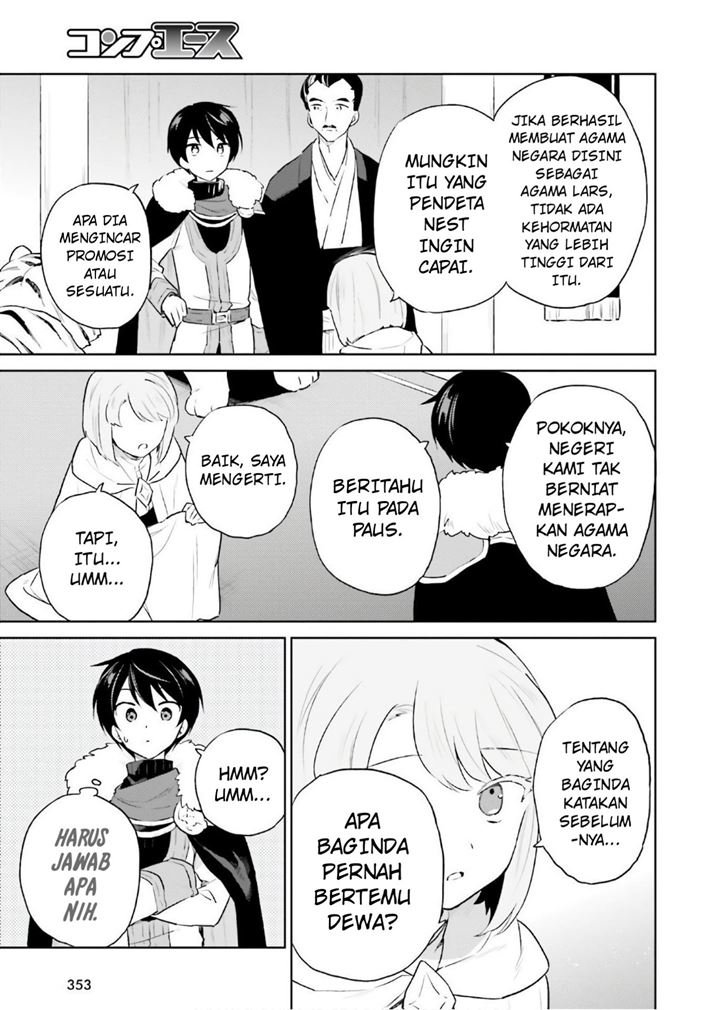 コンプエース
JIKA BERHASIL
MEMBUAT AGAMA
NEGARA DISINI
SEBAGAI
AGAMA LARS,
TIDAK ADA
KEHORMATAN
YANG LEBIH
TINGGI DARI
ITU.
MUNGKIN
ITU YANG
PENDETA
NEST
INGIN
CAPAI.
APA DIA
MENGINCAR
PROMOSI
ATAU
SESUATU.
POKOKNYA,
NEGERI
KAMI TAK
BERNIAT
MENERAP-
KAN AGAMA
NEGARA.
BERITAHU
ITU PADA
PAUS.
BAIK, SAYA
MENGERTI.
TAPI,
ITU...
UMM...
TENTANG
YANG
BAGINDA
KATAKAN
SEBELUM
-NYA...
APA
BAGINDA
PERNAH
BERTEMU
DEWA?
HMM?
UMM...
HARUS
JAWAB
APA
NIH.
353